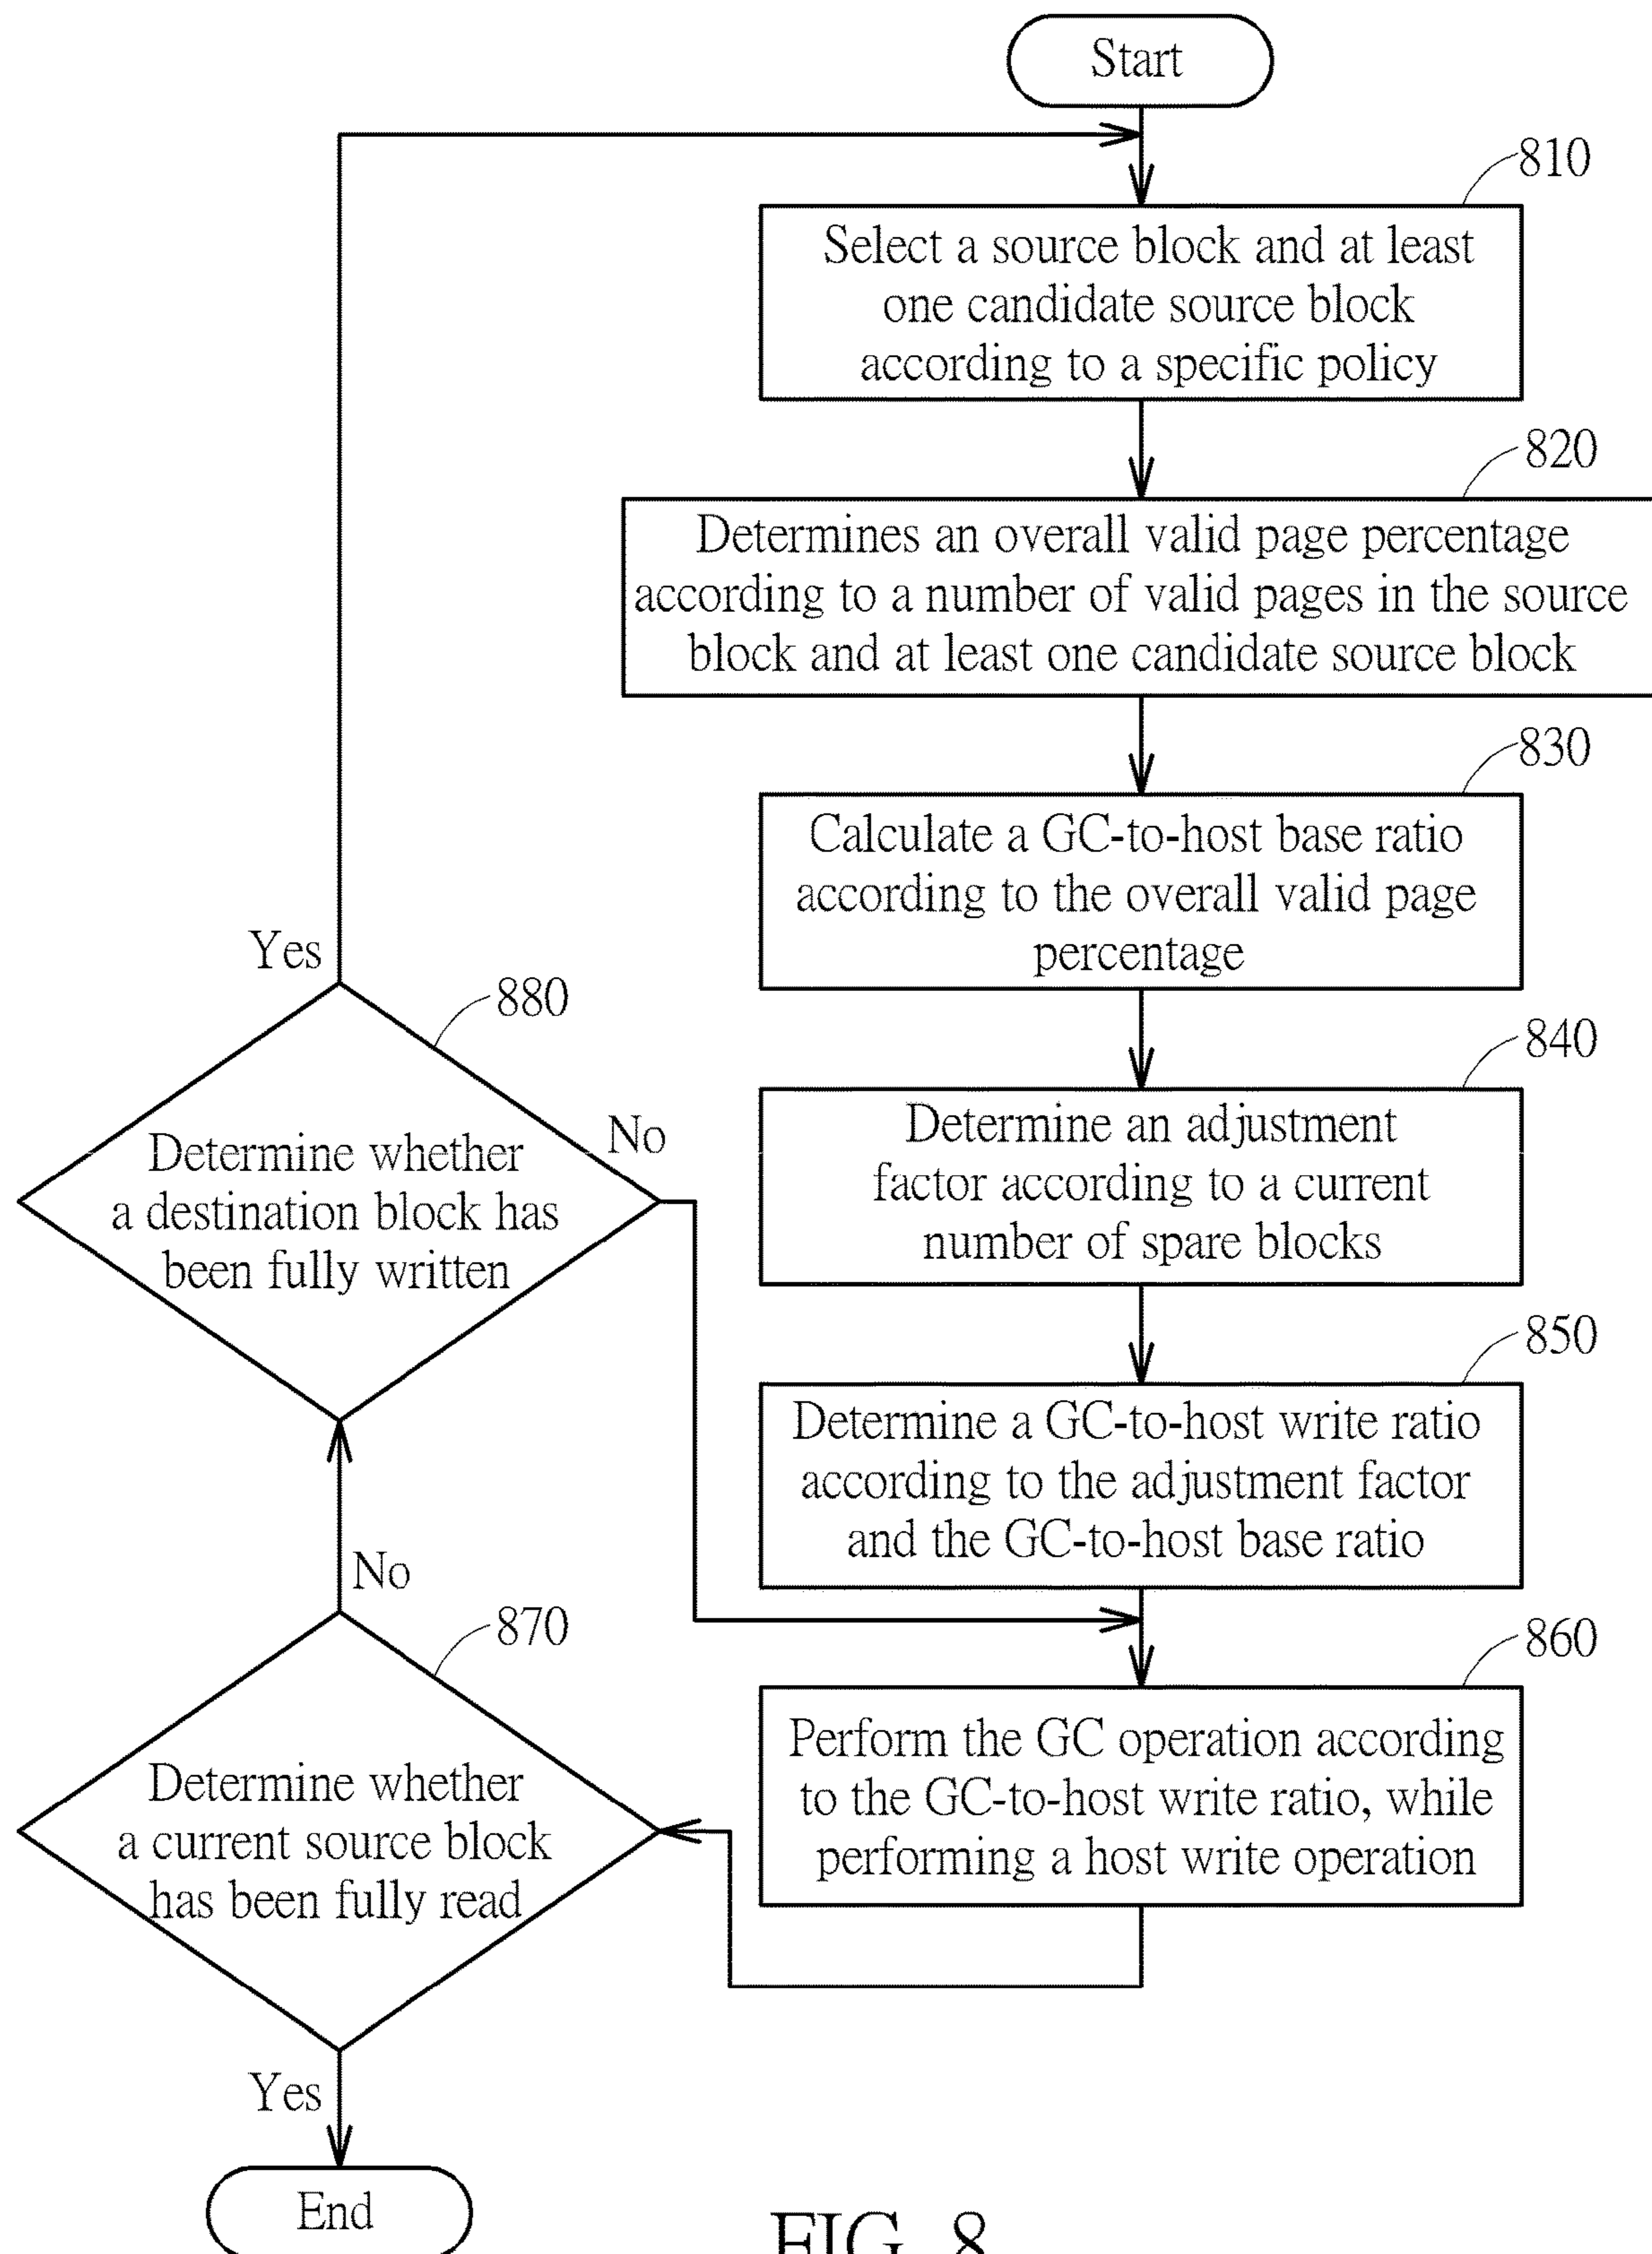 Start
810
Select a source block and at least
one candidate source block
according to a specific policy
820
Determines an overall valid page percentage
according to a number of valid pages in the source
block and at least one candidate source block
830
Calculate a GC-to-host base ratio
according to the overall valid page
percentage
840
Determine an adjustment
factor according to a current
number of spare blocks
850
Determine a GC-to-host write ratio
according to the adjustment factor
and the GC-to-host base ratio
860
Perform the GC operation according
to the GC-to-host write ratio, while
performing a host write operation
Yes
880
No
Determine whether
a destination block has
been fully written
No
870
Determine whether
a current source block
has been fully read
Yes
End
FIG. 8